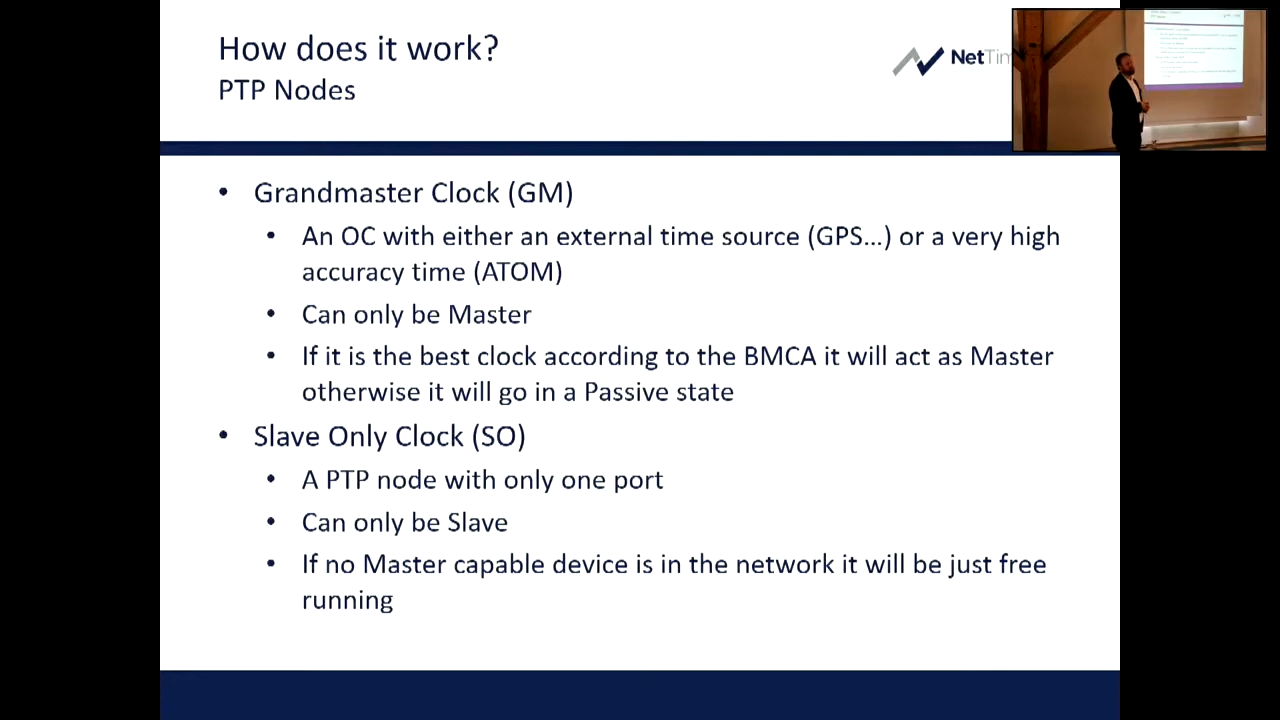 How does it work?
PTP Nodes
NetTim
• Grandmaster Clock (GM)
• An OC with either an external time source (GPS...) or a very high
accuracy time (ATOM)
• Can only be Master
• If it is the best clock according to the BMCA it will act as Master
otherwise it will go in a Passive state
• Slave Only Clock (SO)
• A PTP node with only one port
• Can only be Slave
• If no Master capable device is in the network it will be just free
running